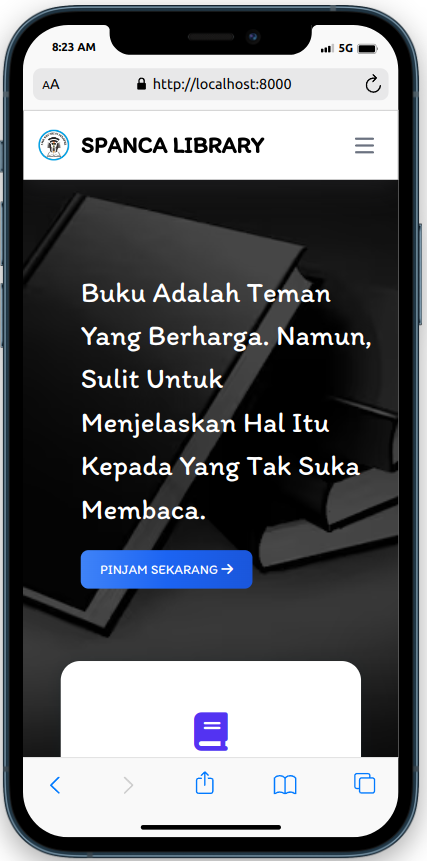 8:23 AM
5G
AA
http://localhost:8000
SPANCA LIBRARY
Buku Adalah Teman
Yang Berharga. Namun,
Sulit Untuk
Menjelaskan Hal Itu
Kepada Yang Tak Suka
Membaca.
PINJAM SEKARANG →